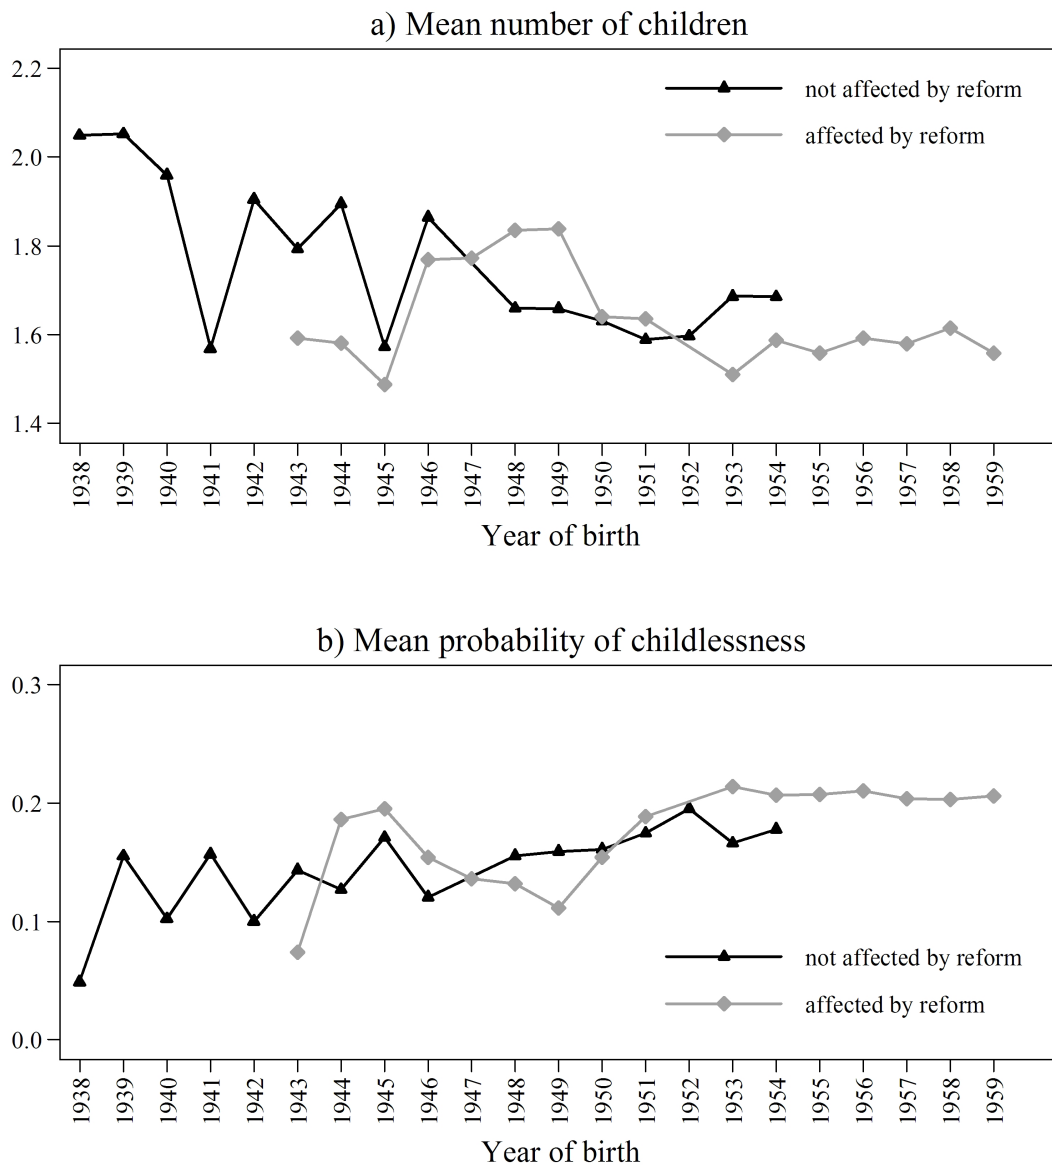 a) Mean number of children
2.2
2.0
1.8
1.6
1.4
not affected by reform
affected by reform
1938 1939 1940 1941 1942 1943 1944 1945 1946 1947 1948 1949 1950 1951 1952 1953 1954 1955 1956 1957 1958 1959
Year of birth
b) Mean probability of childlessness
0.3
0.2
0.1
0.0
not affected by reform
affected by reform
1938 1939 1940 1941 1942 1943 1944 1945 1946 1947 1948 1949 1950 1951 1952 1953 1954 1955 1956 1957 1958 1959
Year of birth